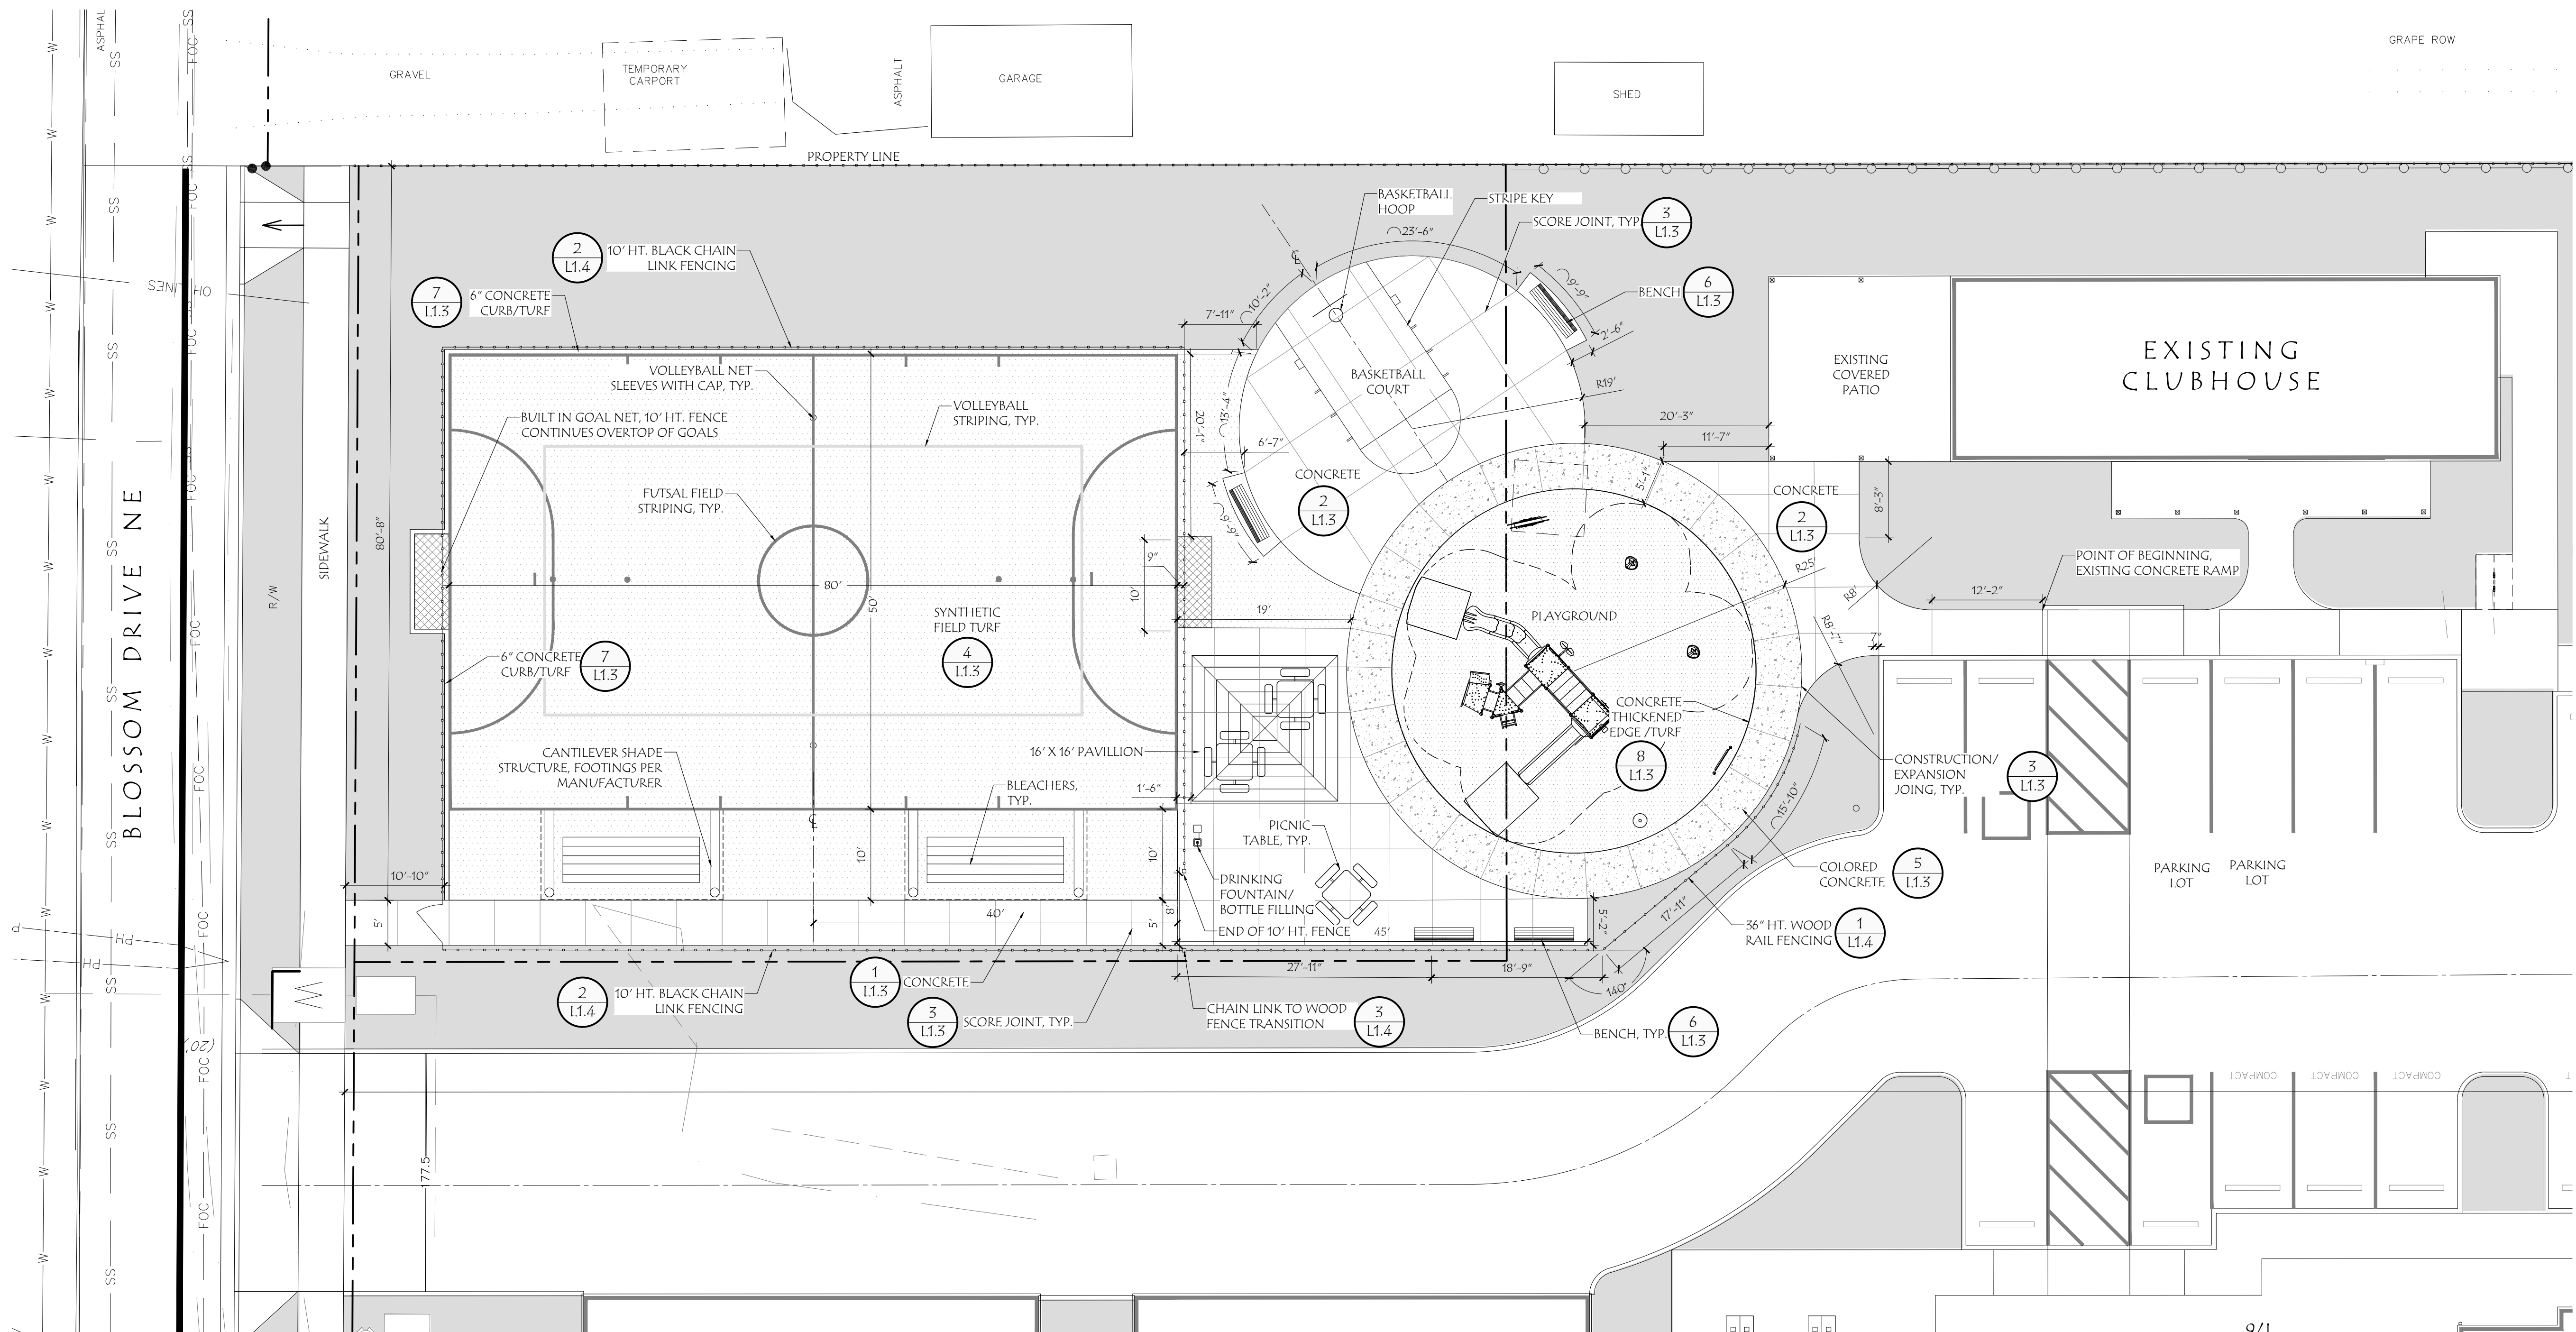 ASPHALT
GRAVEL
TEMPORARY
CARPORT
ASPHALT
GARAGE
SHED
GRAPE ROW
PROPERTY LINE
BASKETBALL
HOOP
STRIPE KEY
SCORE JOINT, TYP.
3
L1.3
23'-6"
2
L1.4
10' HT. BLACK CHAIN
LINK FENCING
7
L1.3
6" CONCRETE
CURB/TURF
OH LINES
OH
10'-2"
7'-11"
9'-9"
BENCH
6
L1.3
2'-6"
VOLLEYBALL NET
SLEEVES WITH CAP, TYP.
BUILT IN GOAL NET, 10' HT. FENCE
CONTINUES OVERTOP OF GOALS
VOLLEYBALL
STRIPING, TYP.
FUTSAL FIELD
STRIPING, TYP.
BASKETBALL
COURT
R19'
20'-1"
13'-4"
6'-7"
6'-6"
CONCRETE
2
L1.3
20'-3"
11'-7"
EXISTING
COVERED
PATIO
EXISTING
CLUBHOUSE
5'-1"
CONCRETE
2
L1.3
8'-3"
POINT OF BEGINNING,
EXISTING CONCRETE RAMP
R25'
R8'
12'-2"
R8'-7"
7"
BLOSSOM DRIVE NE
R/W
SIDEWALK
80'-8"
80'
50'
9"
10'
19'
SYNTHETIC
FIELD TURF
4
L1.3
6" CONCRETE
CURB/TURF
7
L1.3
PLAYGROUND
CONCRETE
THICKENED
EDGE /TURF
8
L1.3
16' X 16' PAVILLION
CANTILEVER SHADE
STRUCTURE, FOOTINGS PER
MANUFACTURER
BLEACHERS,
TYP.
1'-6"
CONSTRUCTION/
EXPANSION
JOING, TYP.
3
L1.3
15'-10"
PICNIC
TABLE, TYP.
DRINKING
FOUNTAIN/
BOTTLE FILLING
END OF 10' HT. FENCE
COLORED
CONCRETE
5
L1.3
PARKING
LOT
PARKING
LOT
10'-10"
10'
10'
8'
5'
5'
40'
45'
5'-2"
17'-11"
36" HT. WOOD
RAIL FENCING
1
L1.4
27'-11"
18'-9"
140°
2
L1.4
10' HT. BLACK CHAIN
LINK FENCING
1
L1.3
CONCRETE
3
L1.3
SCORE JOINT, TYP.
CHAIN LINK TO WOOD
FENCE TRANSITION
3
L1.4
BENCH, TYP.
6
L1.3
PH
PH
(20')
177.5
COMPACT
COMPACT
COMPACT
W
SS
FOC